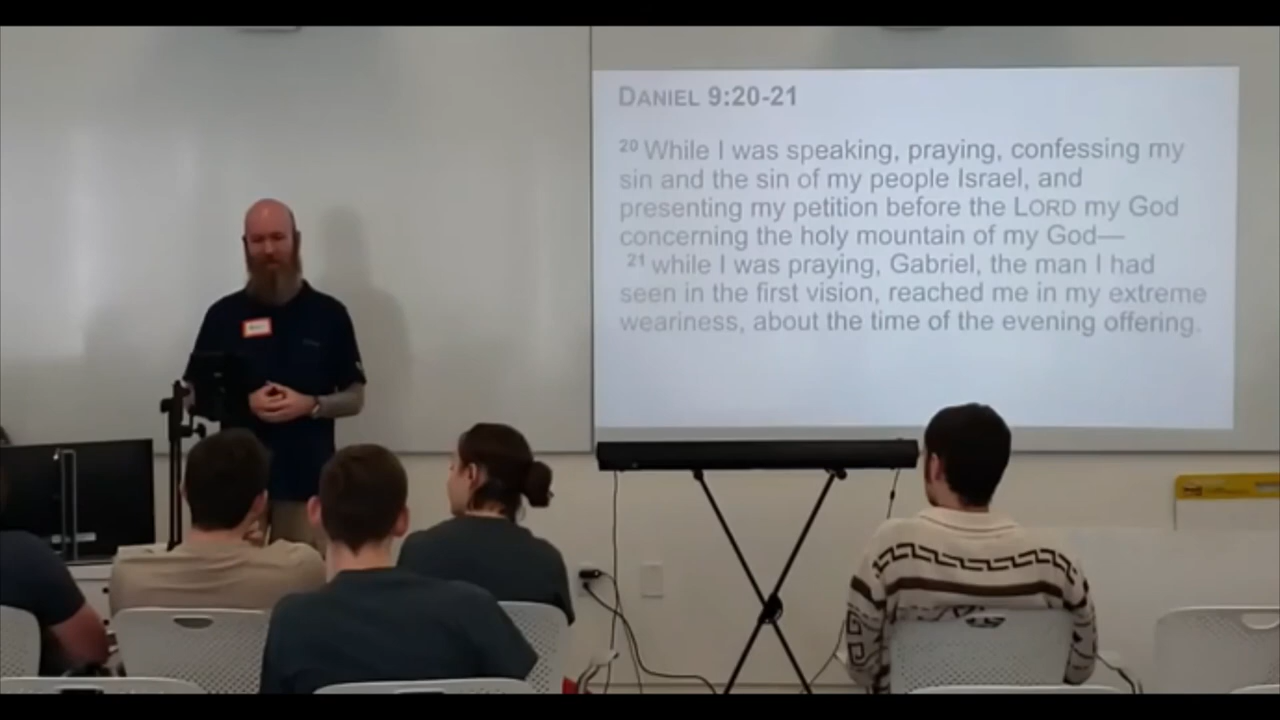 DANIEL 9:20-21
20 While I was speaking, praying, confessing my
sin and the sin of my people Israel, and
presenting my petition before the LORD my God
concerning the holy mountain of my God—
21 while I was praying, Gabriel, the man I had
seen in the first vision, reached me in my extreme
weariness, about the time of the evening offering.